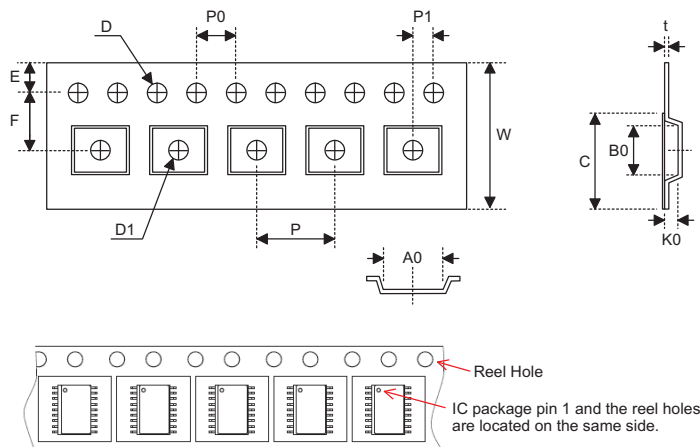 D
P0
P1
t
E
F
W
C
B0
D1
P
K0
A0
Reel Hole
IC package pin 1 and the reel holes
are located on the same side.